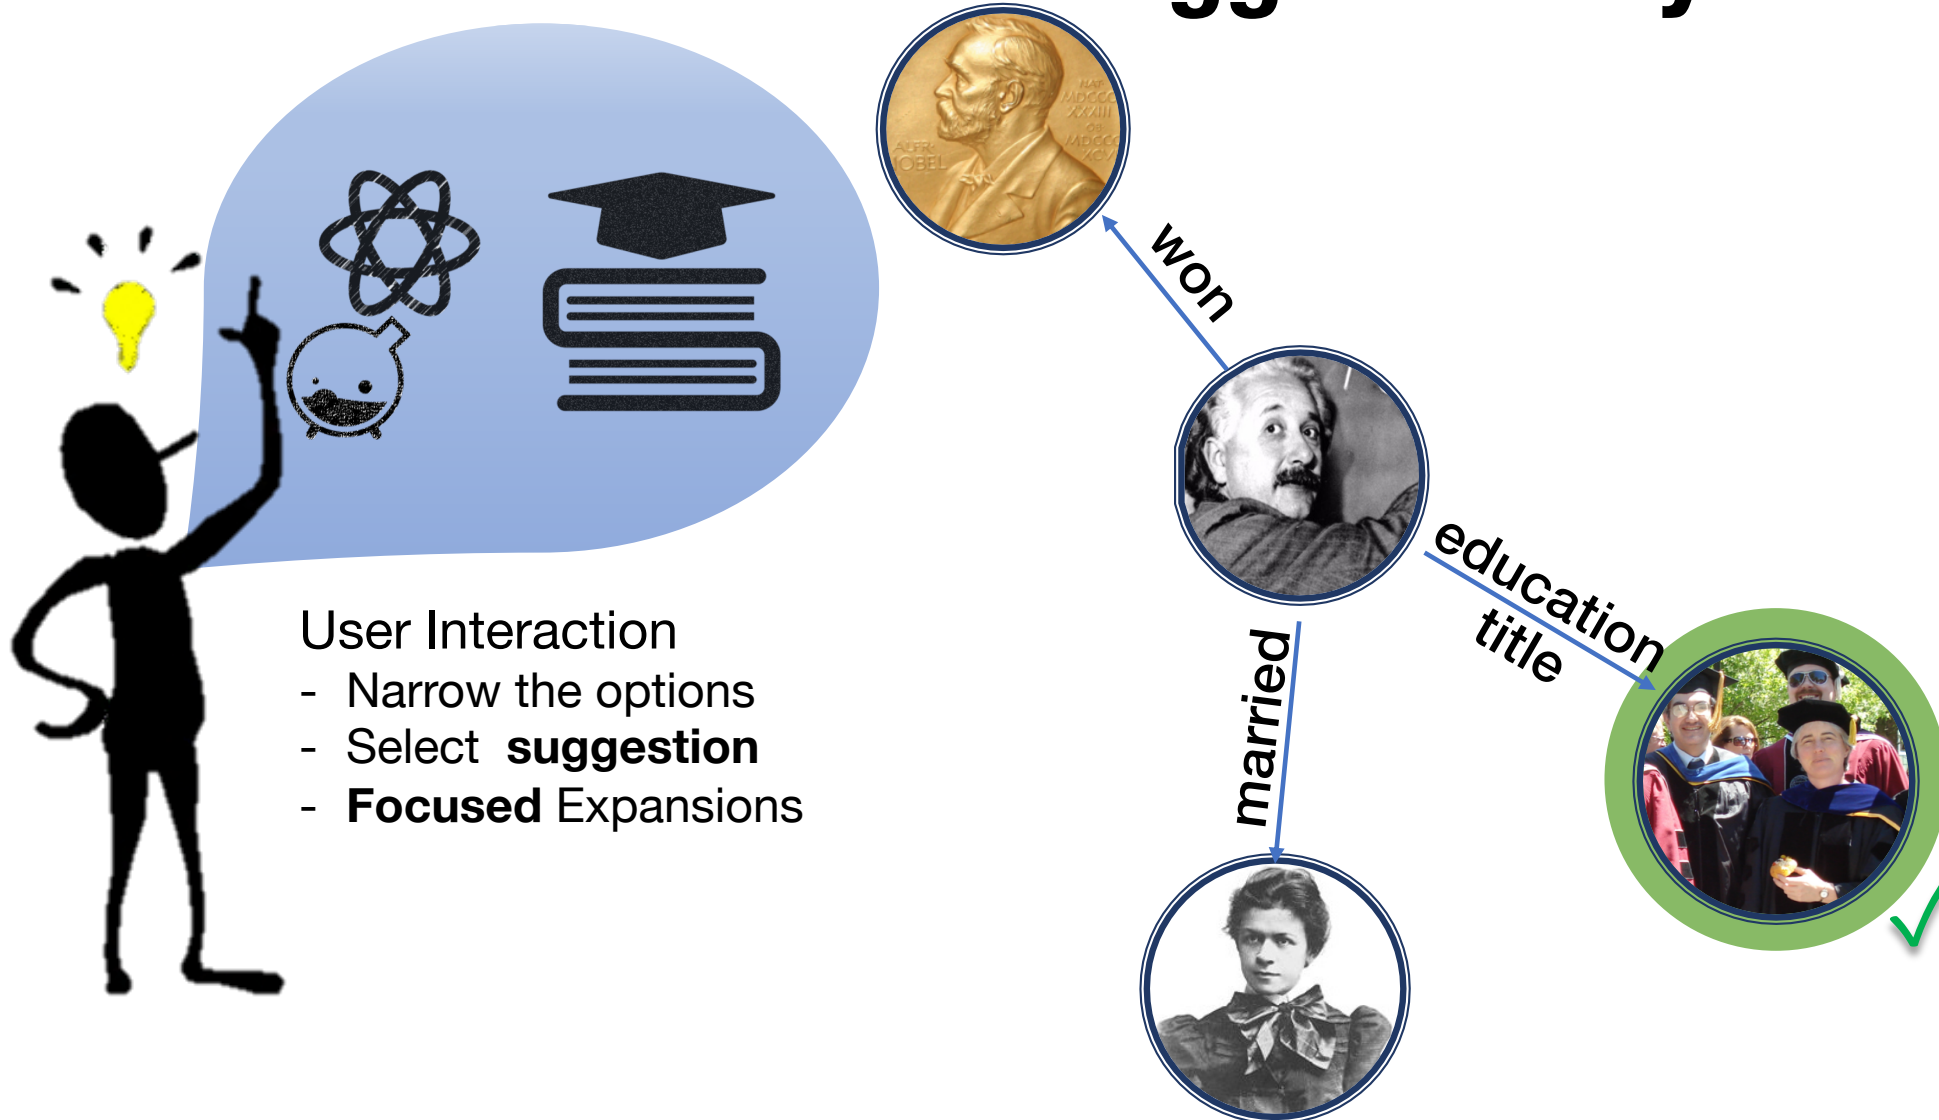 won
education
title
married
User Interaction
- Narrow the options
- Select suggestion
- Focused Expansions